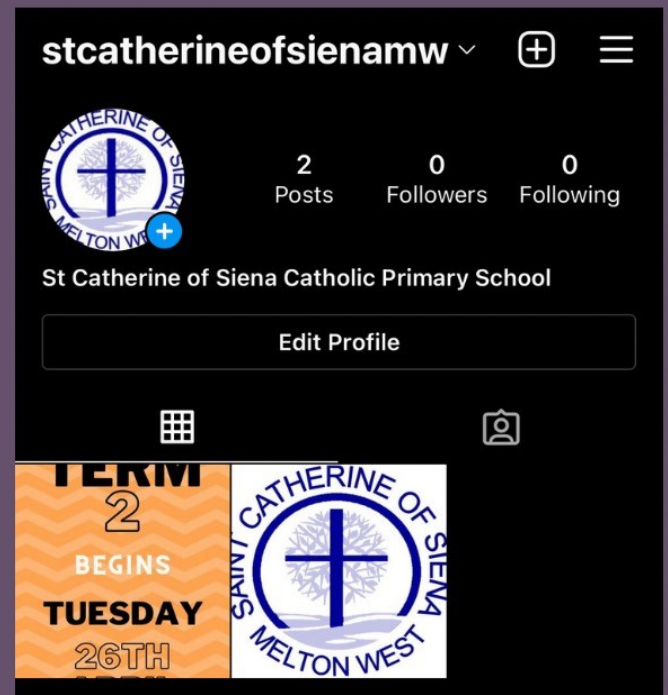 stcatherineofsienamw
SAINT CATHERINE OF SIENA
MELTON WEST
2 0 0
Posts Followers Following
St Catherine of Siena Catholic Primary School
Edit Profile
TERM
2
BEGINS
TUESDAY
26TH
APRIL
SAINT CATHERINE OF SIENA
MELTON WEST